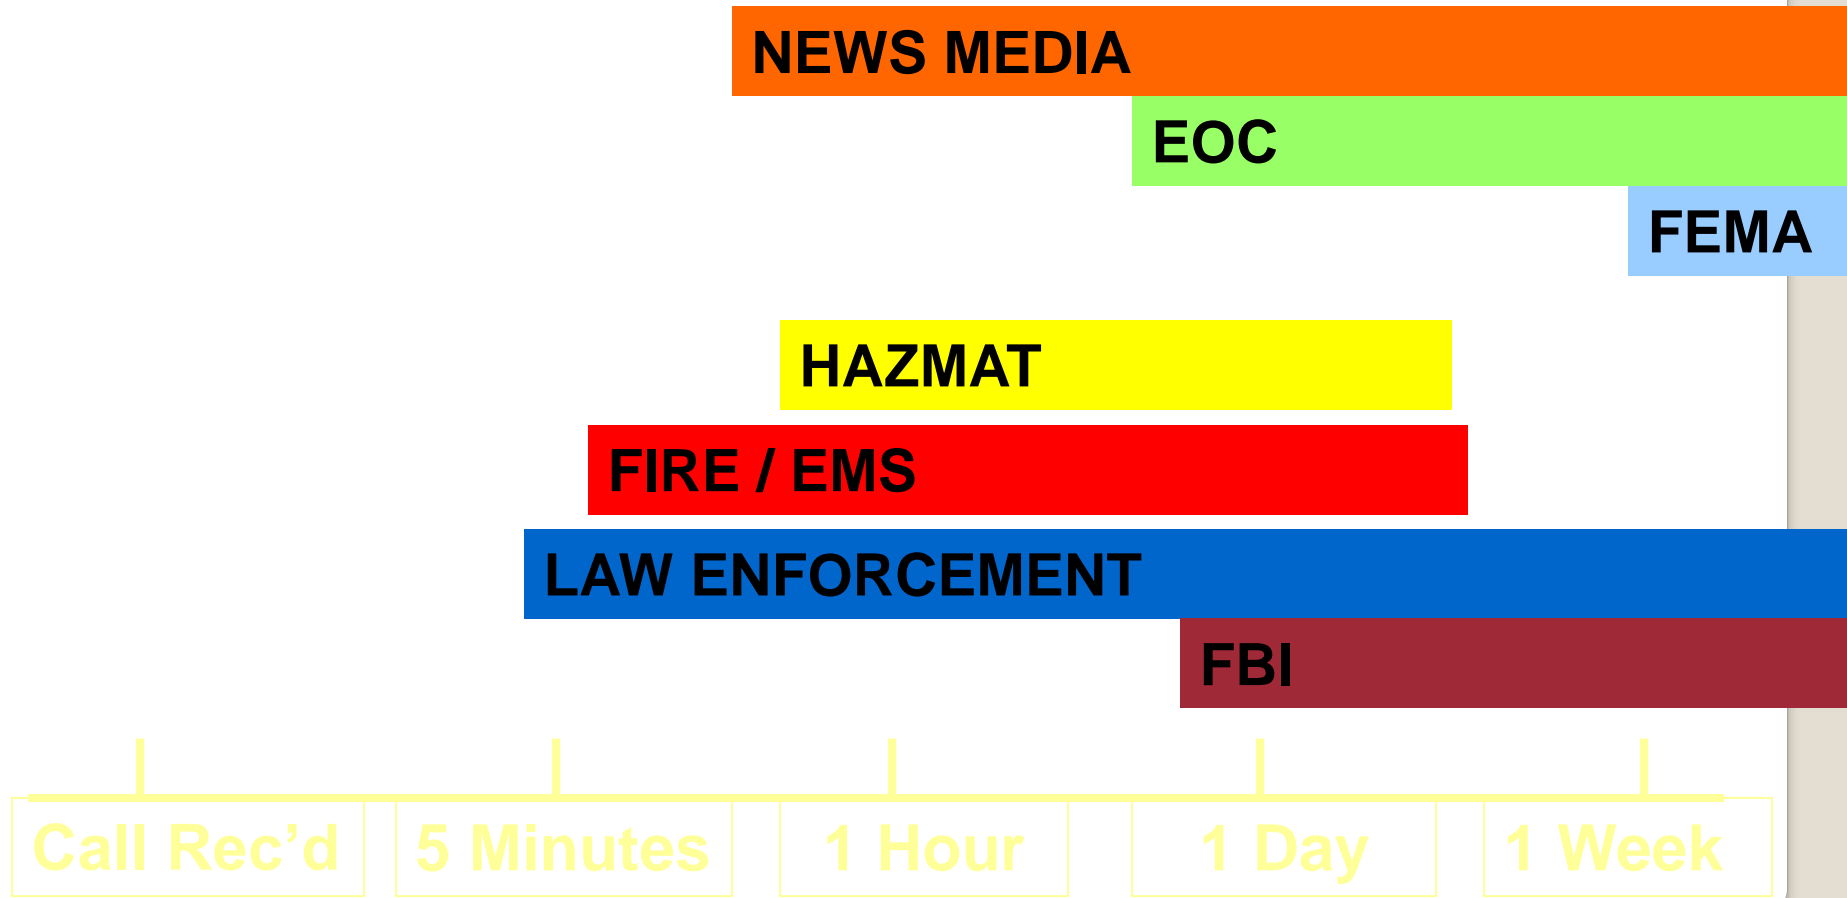 NEWS MEDIA
EOC
FEMA
HAZMAT
FIRE / EMS
LAW ENFORCEMENT
FBI
Call Rec’d 5 Minutes 1 Hour 1 Day 1 Week